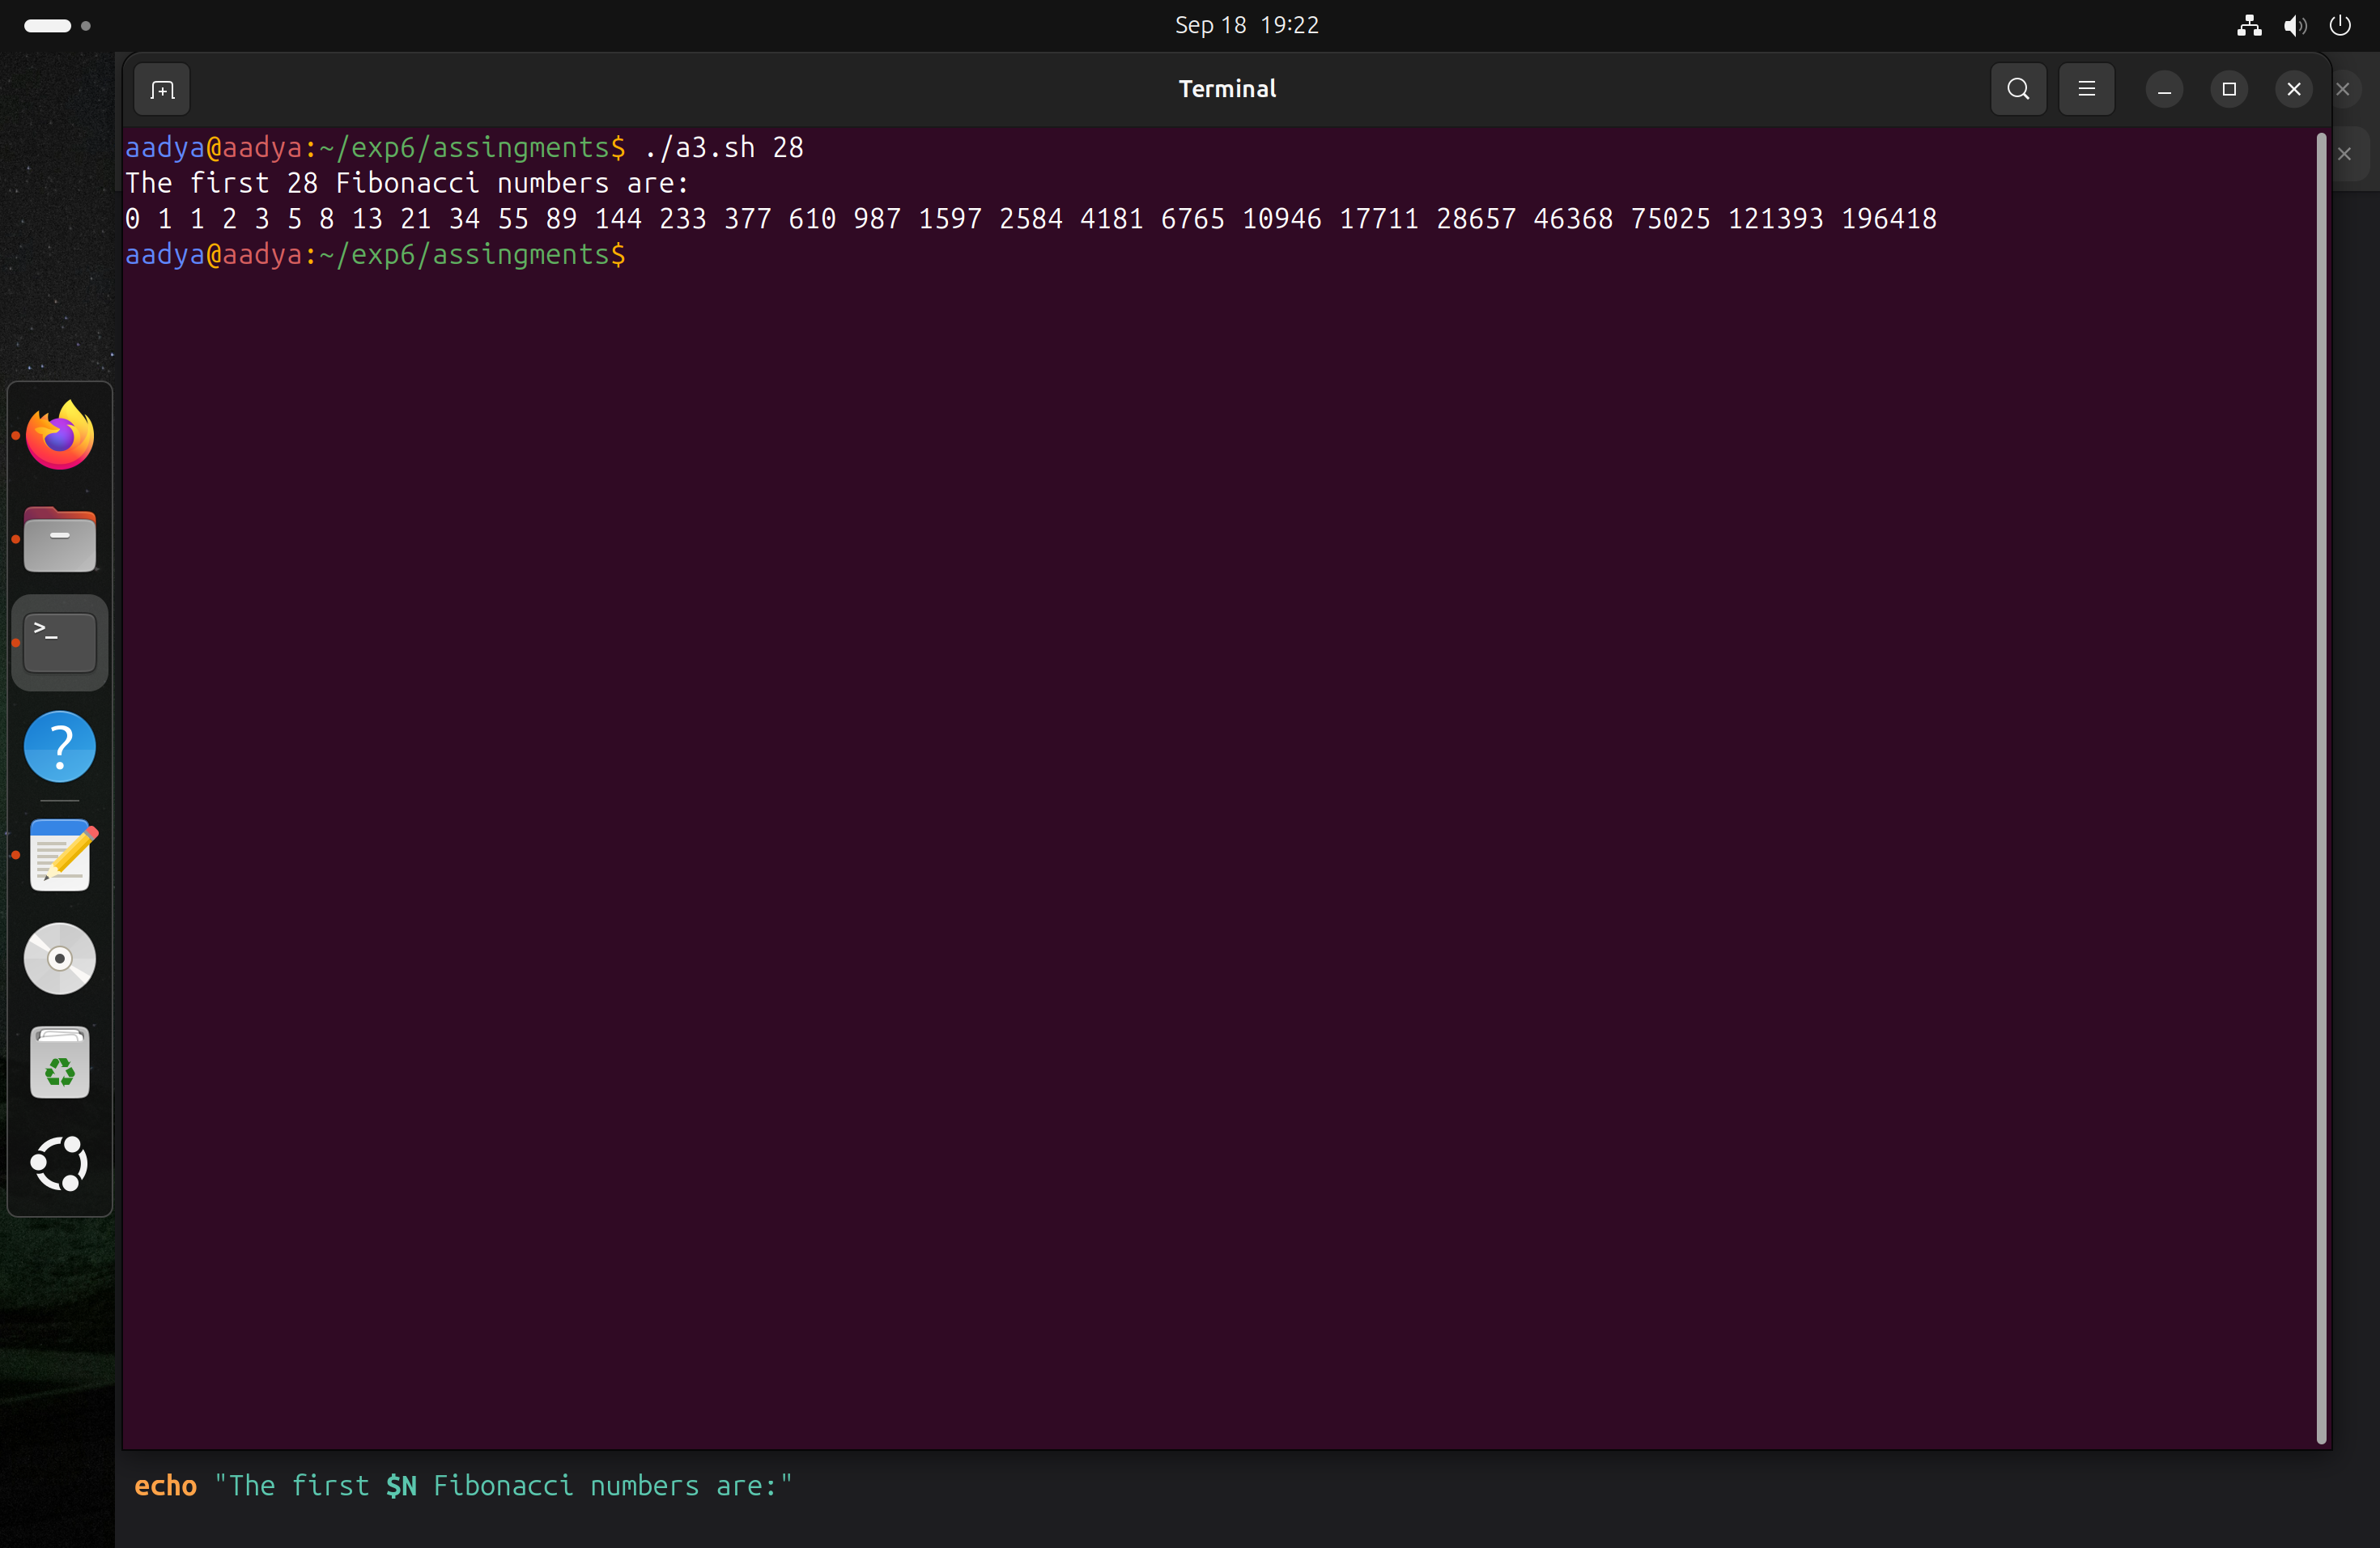 Sep 18 19:22
Terminal
aadya@aadya:~/exp6/assingments$ ./a3.sh 28
The first 28 Fibonacci numbers are:
0 1 1 2 3 5 8 13 21 34 55 89 144 233 377 610 987 1597 2584 4181 6765 10946 17711 28657 46368 75025 121393 196418
aadya@aadya:~/exp6/assingments$
echo "The first $N Fibonacci numbers are:"